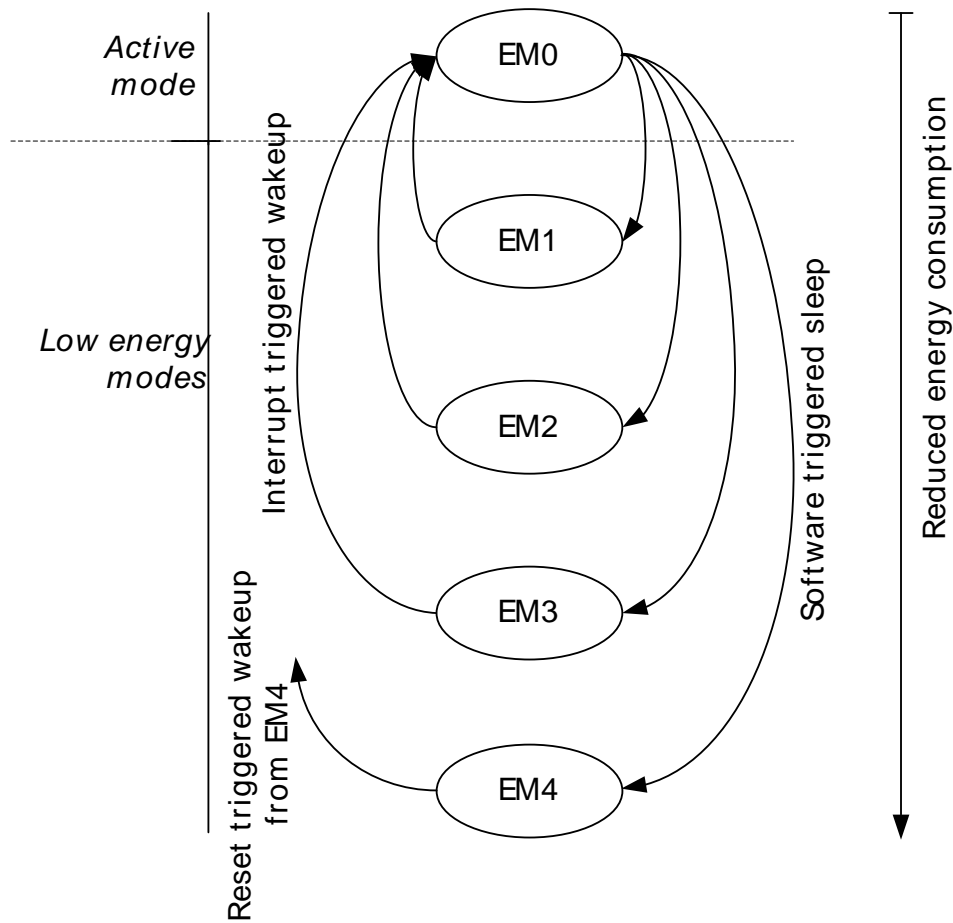 Active
mode
EM0
Interrupt triggered wakeup
EM1
Low energy
modes
EM2
Software triggered sleep
Reduced energy consumption
EM3
Reset triggered wakeup
from EM4
EM4